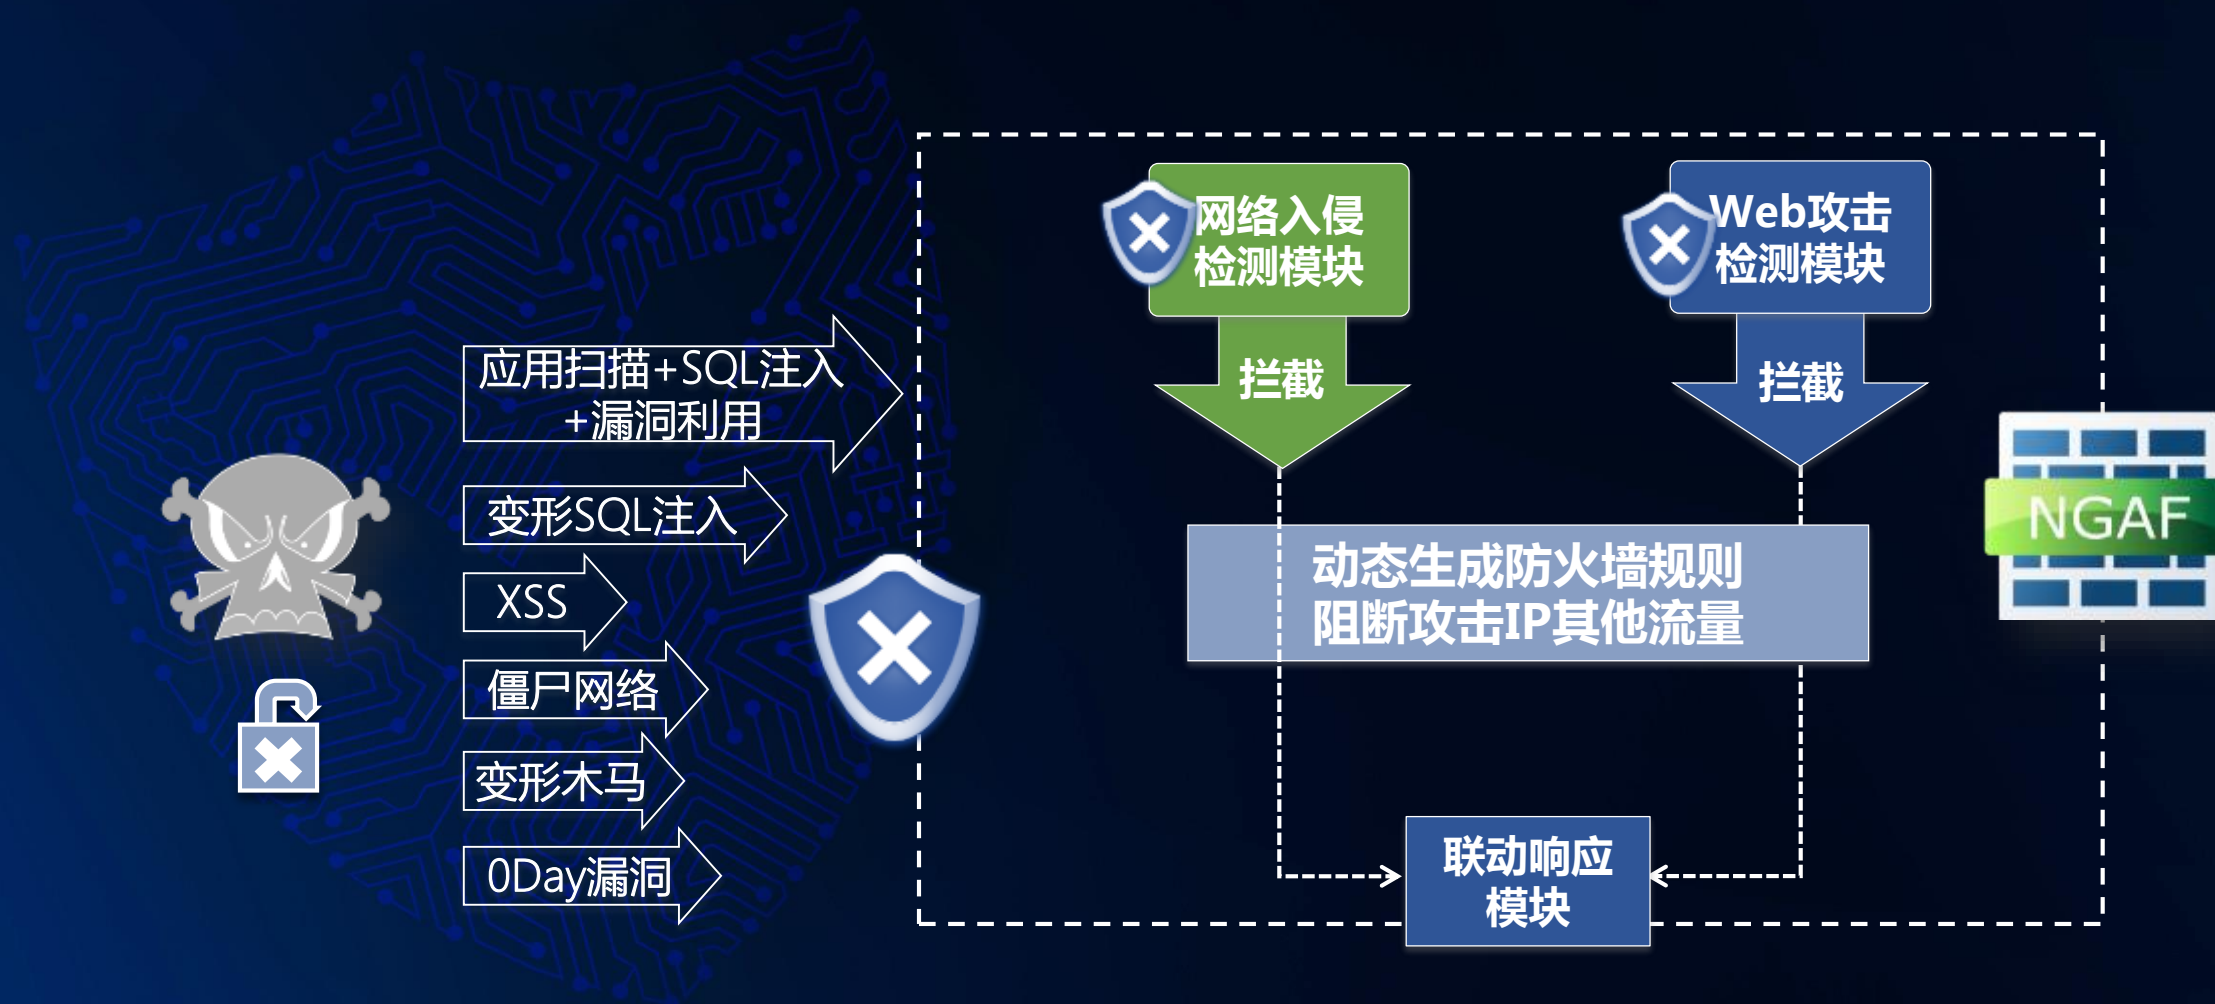 应用扫描+SQL注入
+漏洞利用
变形SQL注入
XSS
僵尸网络
变形木马
0Day漏洞
网络入侵
检测模块
拦截
Web攻击
检测模块
拦截
动态生成防火墙规则
阻断攻击IP其他流量
联动响应
模块
NGAF